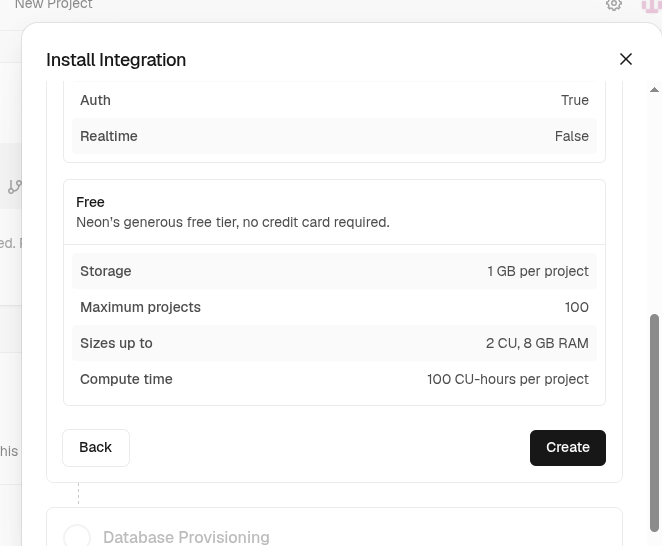 New Project
Install Integration
Auth True
Realtime False
Free
Neon's generous free tier, no credit card required.
Storage 1 GB per project
Maximum projects 100
Sizes up to 2 CU, 8 GB RAM
Compute time 100 CU-hours per project
Back Create
Database Provisioning